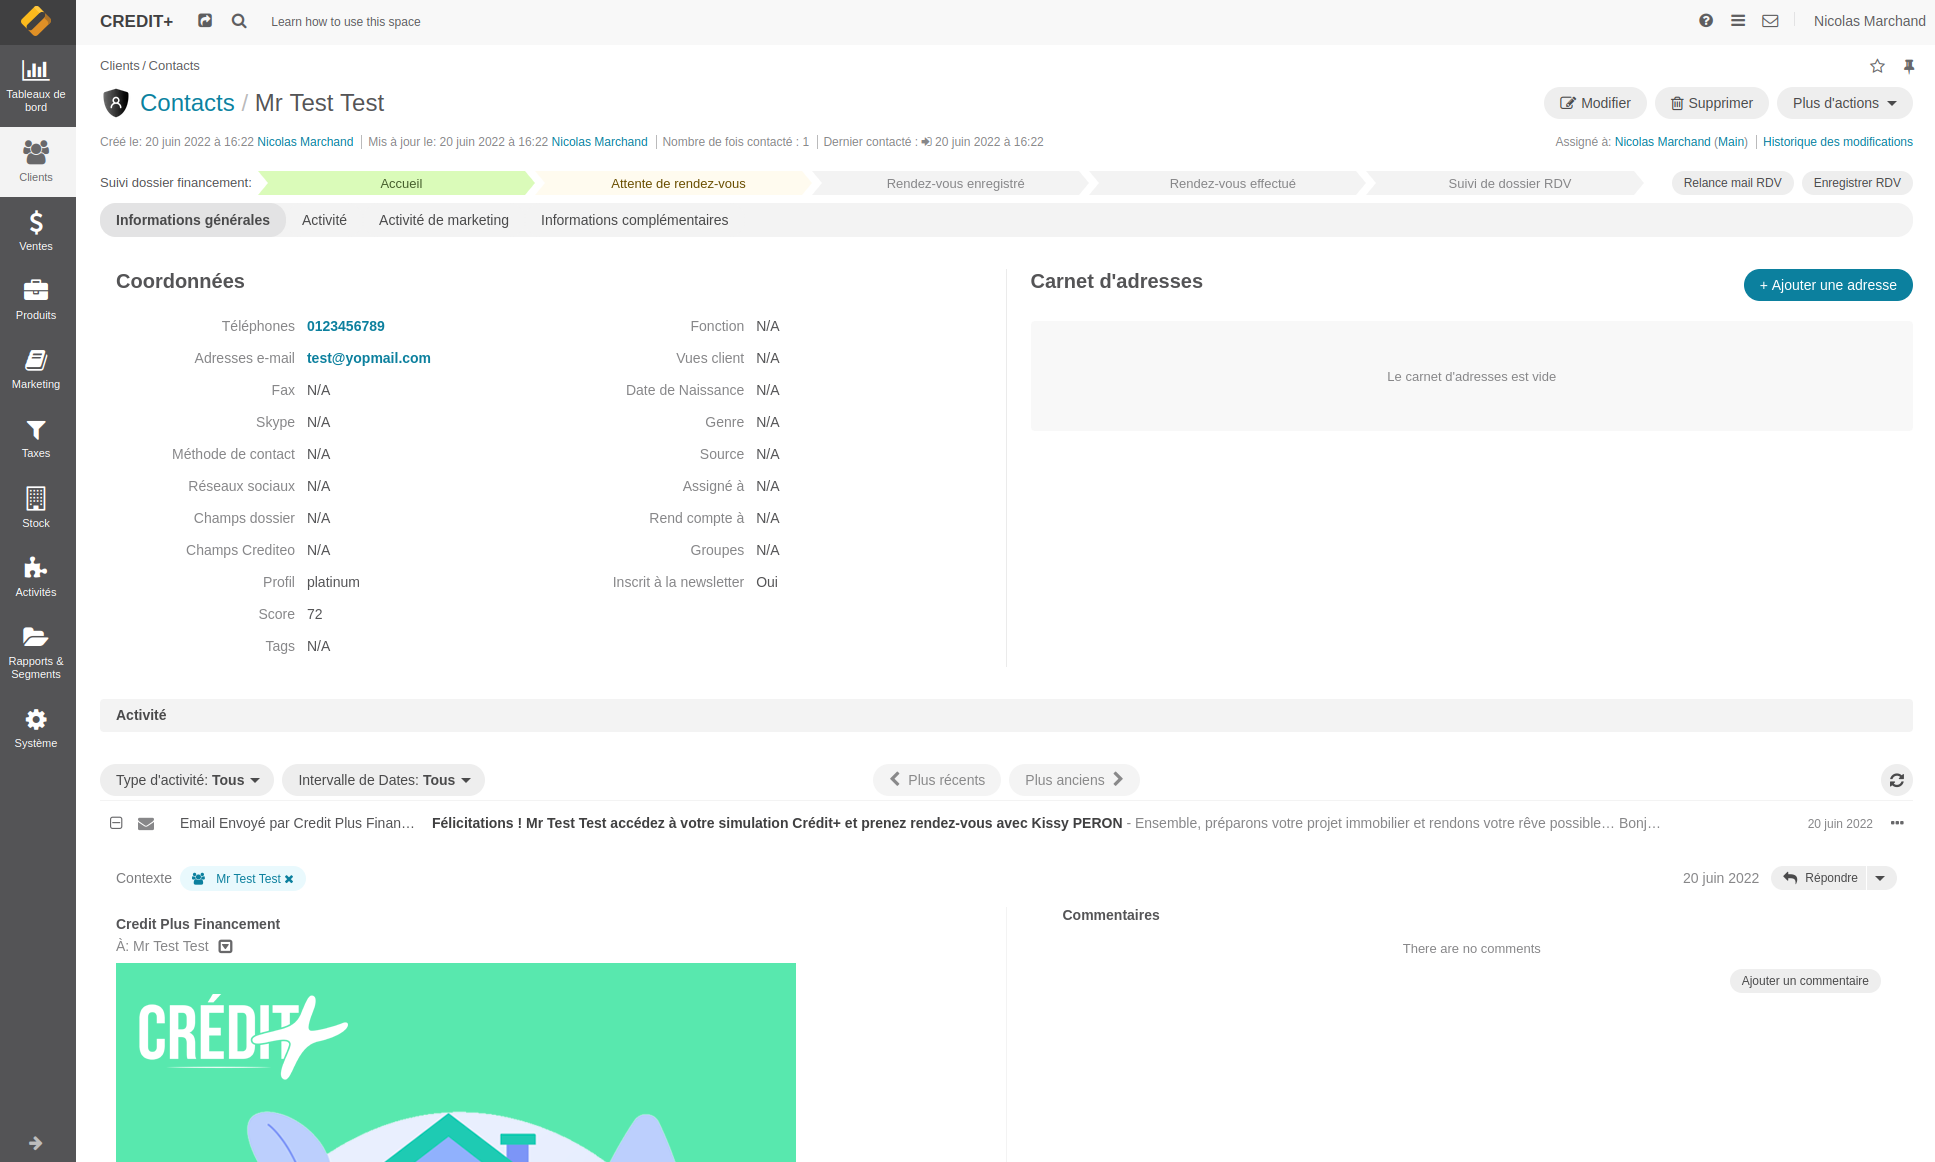 CREDIT+ Learn how to use this space Nicolas Marchand
Tableaux de bord
Clients
Ventes
Produits
Marketing
Taxes
Stock
Activités
Rapports & Segments
Système
Clients / Contacts
Contacts / Mr Test Test Modifier Supprimer Plus d'actions
Créé le: 20 juin 2022 à 16:22 Nicolas Marchand Mis à jour le: 20 juin 2022 à 16:22 Nicolas Marchand Nombre de fois contacté : 1 Dernier contacté : 20 juin 2022 à 16:22 Assigné à: Nicolas Marchand (Main) Historique des modifications
Suivi dossier financement: Accueil Attente de rendez-vous Rendez-vous enregistré Rendez-vous effectué Suivi de dossier RDV Relance mail RDV Enregistrer RDV
Informations générales Activité Activité de marketing Informations complémentaires
Coordonnées
Téléphones 0123456789
Adresses e-mail test@yopmail.com
Fax N/A
Skype N/A
Méthode de contact N/A
Réseaux sociaux N/A
Champs dossier N/A
Champs Crediteo N/A
Profil platinum
Score 72
Tags N/A
Fonction N/A
Vues client N/A
Date de Naissance N/A
Genre N/A
Source N/A
Assigné à N/A
Rend compte à N/A
Groupes N/A
Inscrit à la newsletter Oui
Carnet d'adresses + Ajouter une adresse
Le carnet d'adresses est vide
Activité
Type d'activité: Tous Intervalle de Dates: Tous Plus récents Plus anciens
Email Envoyé par Credit Plus Finan… Félicitations ! Mr Test Test accédez à votre simulation Crédit+ et prenez rendez-vous avec Kissy PERON - Ensemble, préparons votre projet immobilier et rendons votre rêve possible… Bonj… 20 juin 2022
Contexte Mr Test Test 20 juin 2022 Répondre
Credit Plus Financement
À: Mr Test Test
CRÉDIT
Commentaires
There are no comments
Ajouter un commentaire